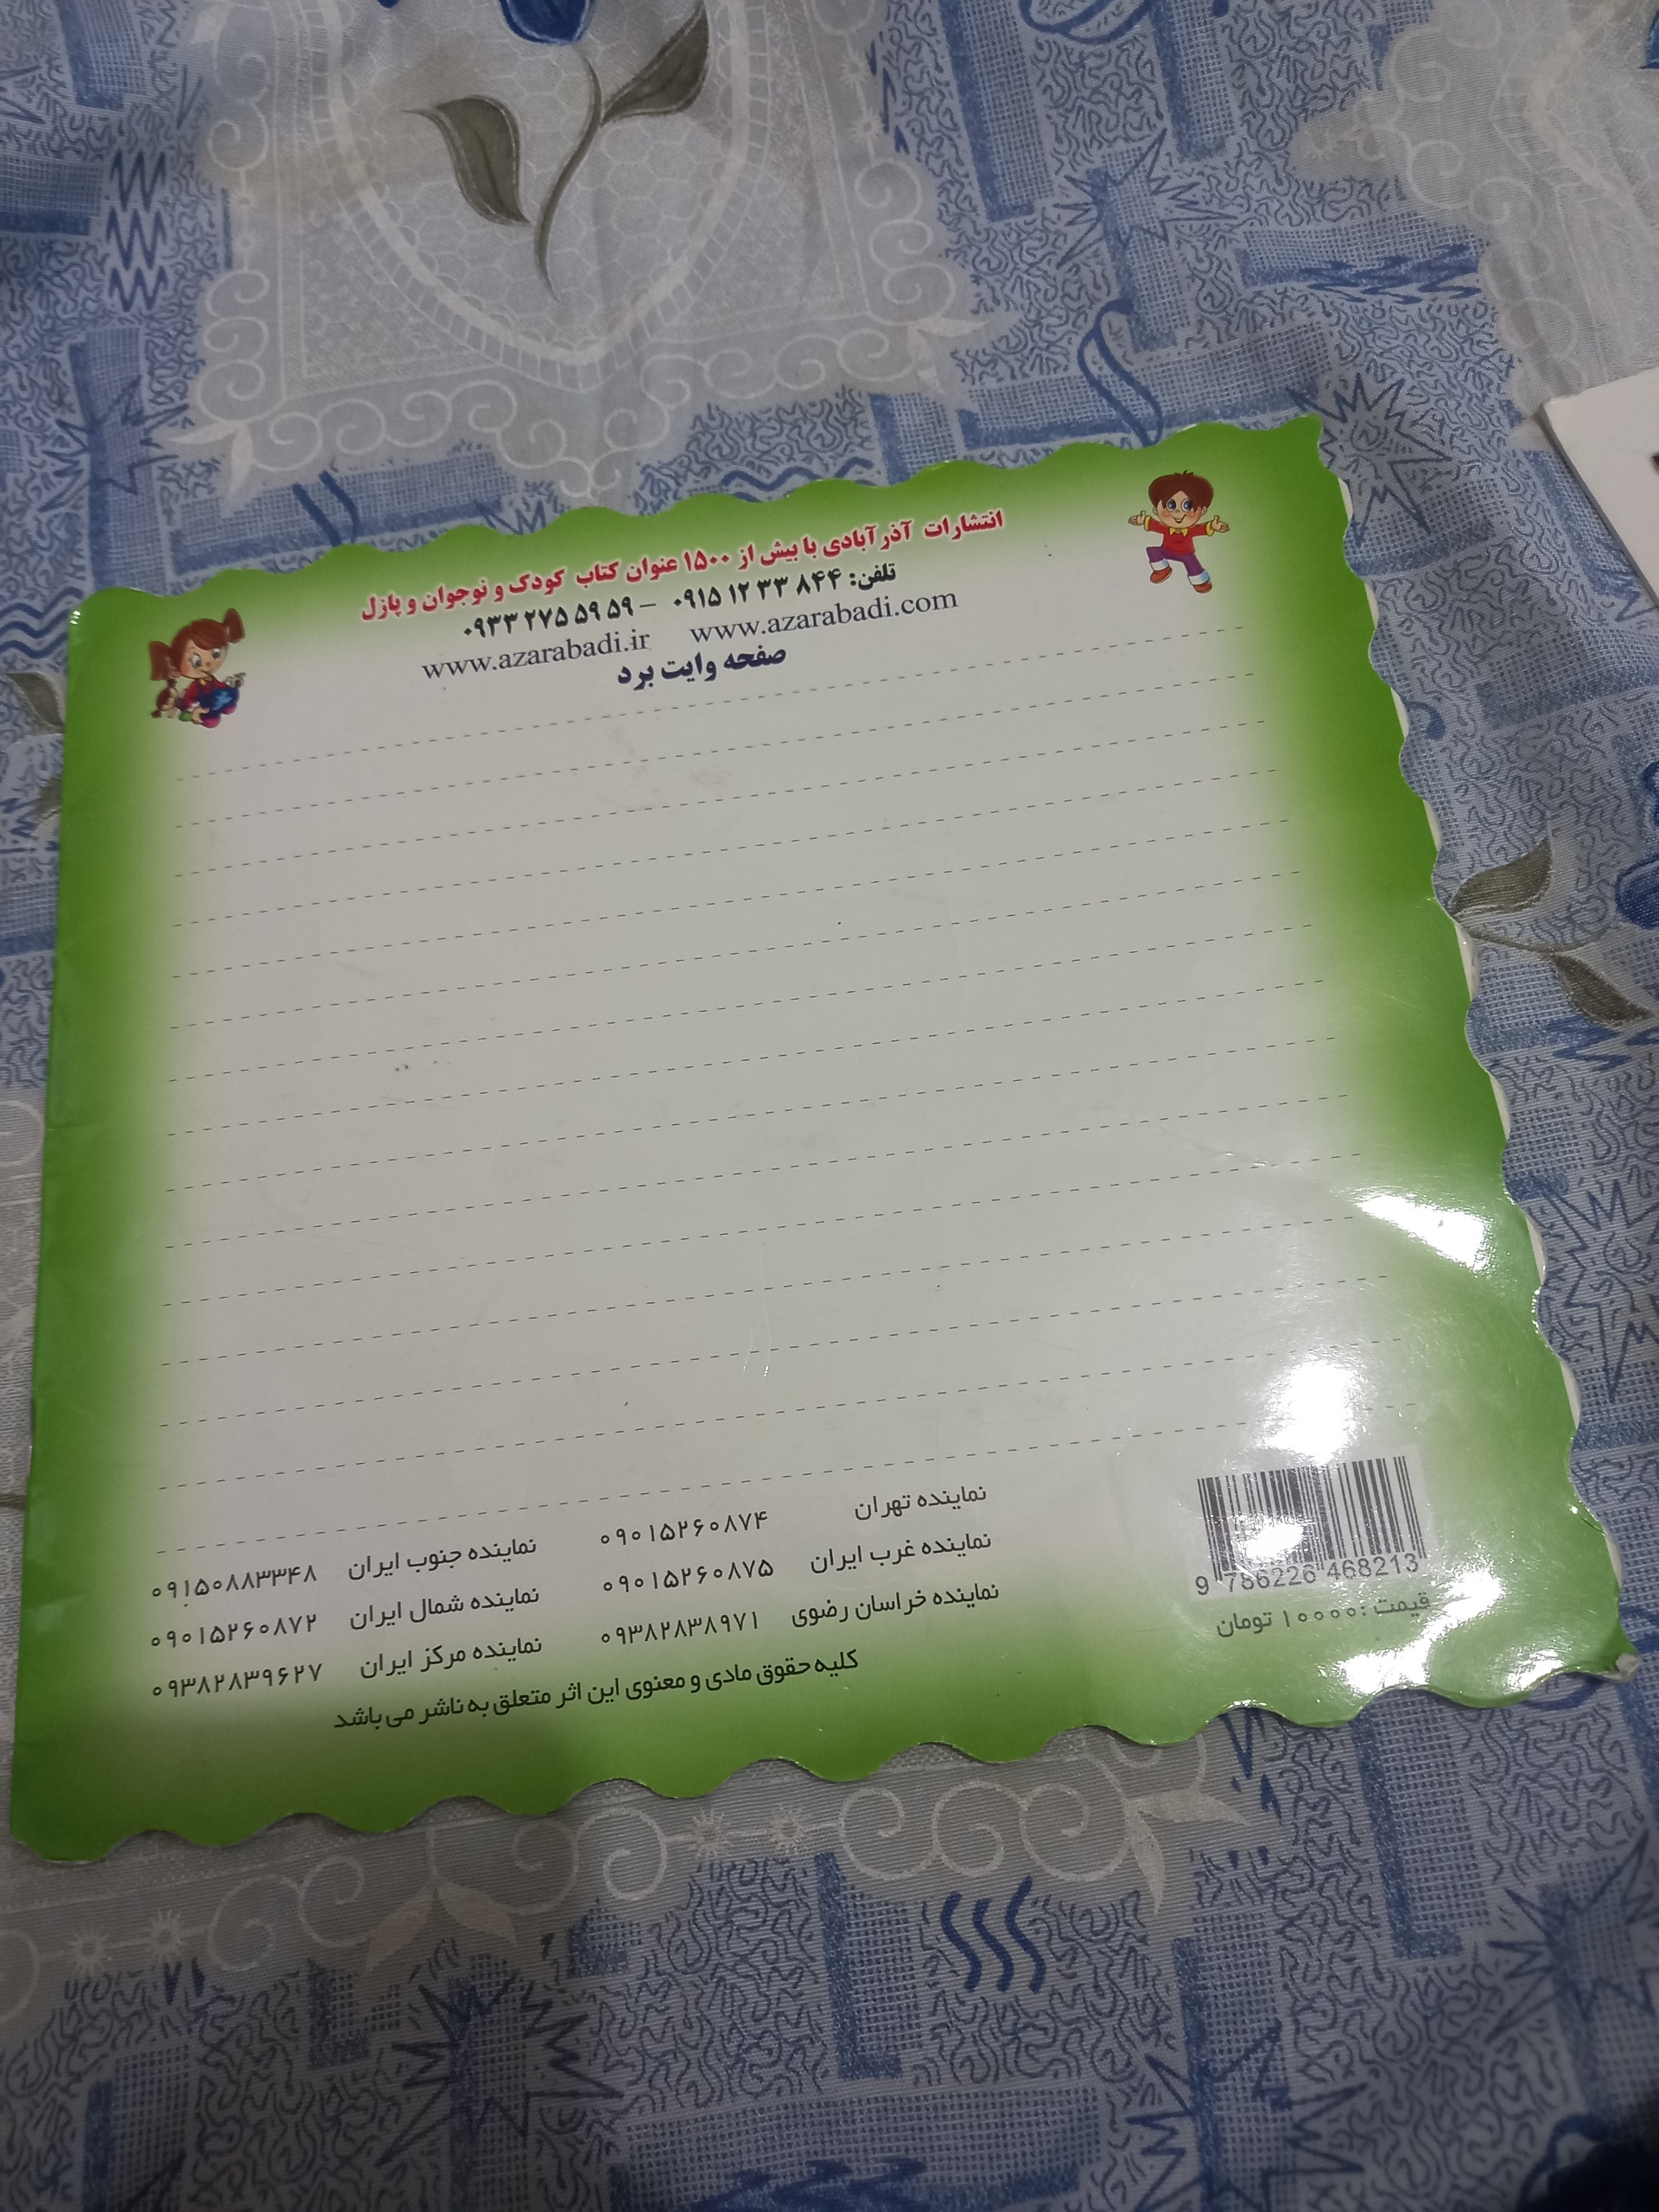 انتشارات آذرآبادی با بیش از ۱۵۰۰ عنوان کتاب کودک و نوجوان و پازل
تلفن: ۸۴۴ ۳۳ ۱۲ ۰۹۱۵ – ۵۹ ۵۹ ۲۷۵ ۰۹۳۳
www.azarabadi.ir www.azarabadi.com
صفحه وایت برد
نماینده تهران ۰۹۰۱۵۲۶۰۸۷۴ نماینده جنوب ایران ۰۹۱۵۰۸۸۳۳۴۸
نماینده غرب ایران ۰۹۰۱۵۲۶۰۸۷۵ نماینده شمال ایران ۰۹۰۱۵۲۶۰۸۷۲
نماینده خراسان رضوی ۰۹۳۸۲۸۳۸۹۷۱ نماینده مرکز ایران ۰۹۳۸۲۸۳۹۶۲۷
کلیه حقوق مادی و معنوی این اثر متعلق به ناشر می باشد
9 786226 468213
قیمت : ۱۰۰۰۰ تومان